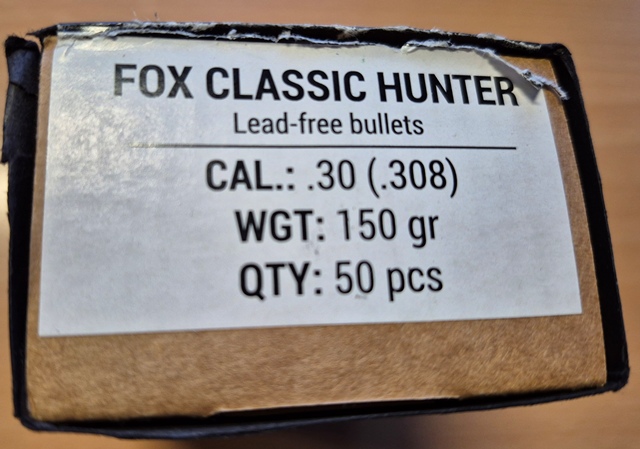 FOX CLASSIC HUNTER
Lead-free bullets
CAL.: .30 (.308)
WGT: 150 gr
QTY: 50 pcs